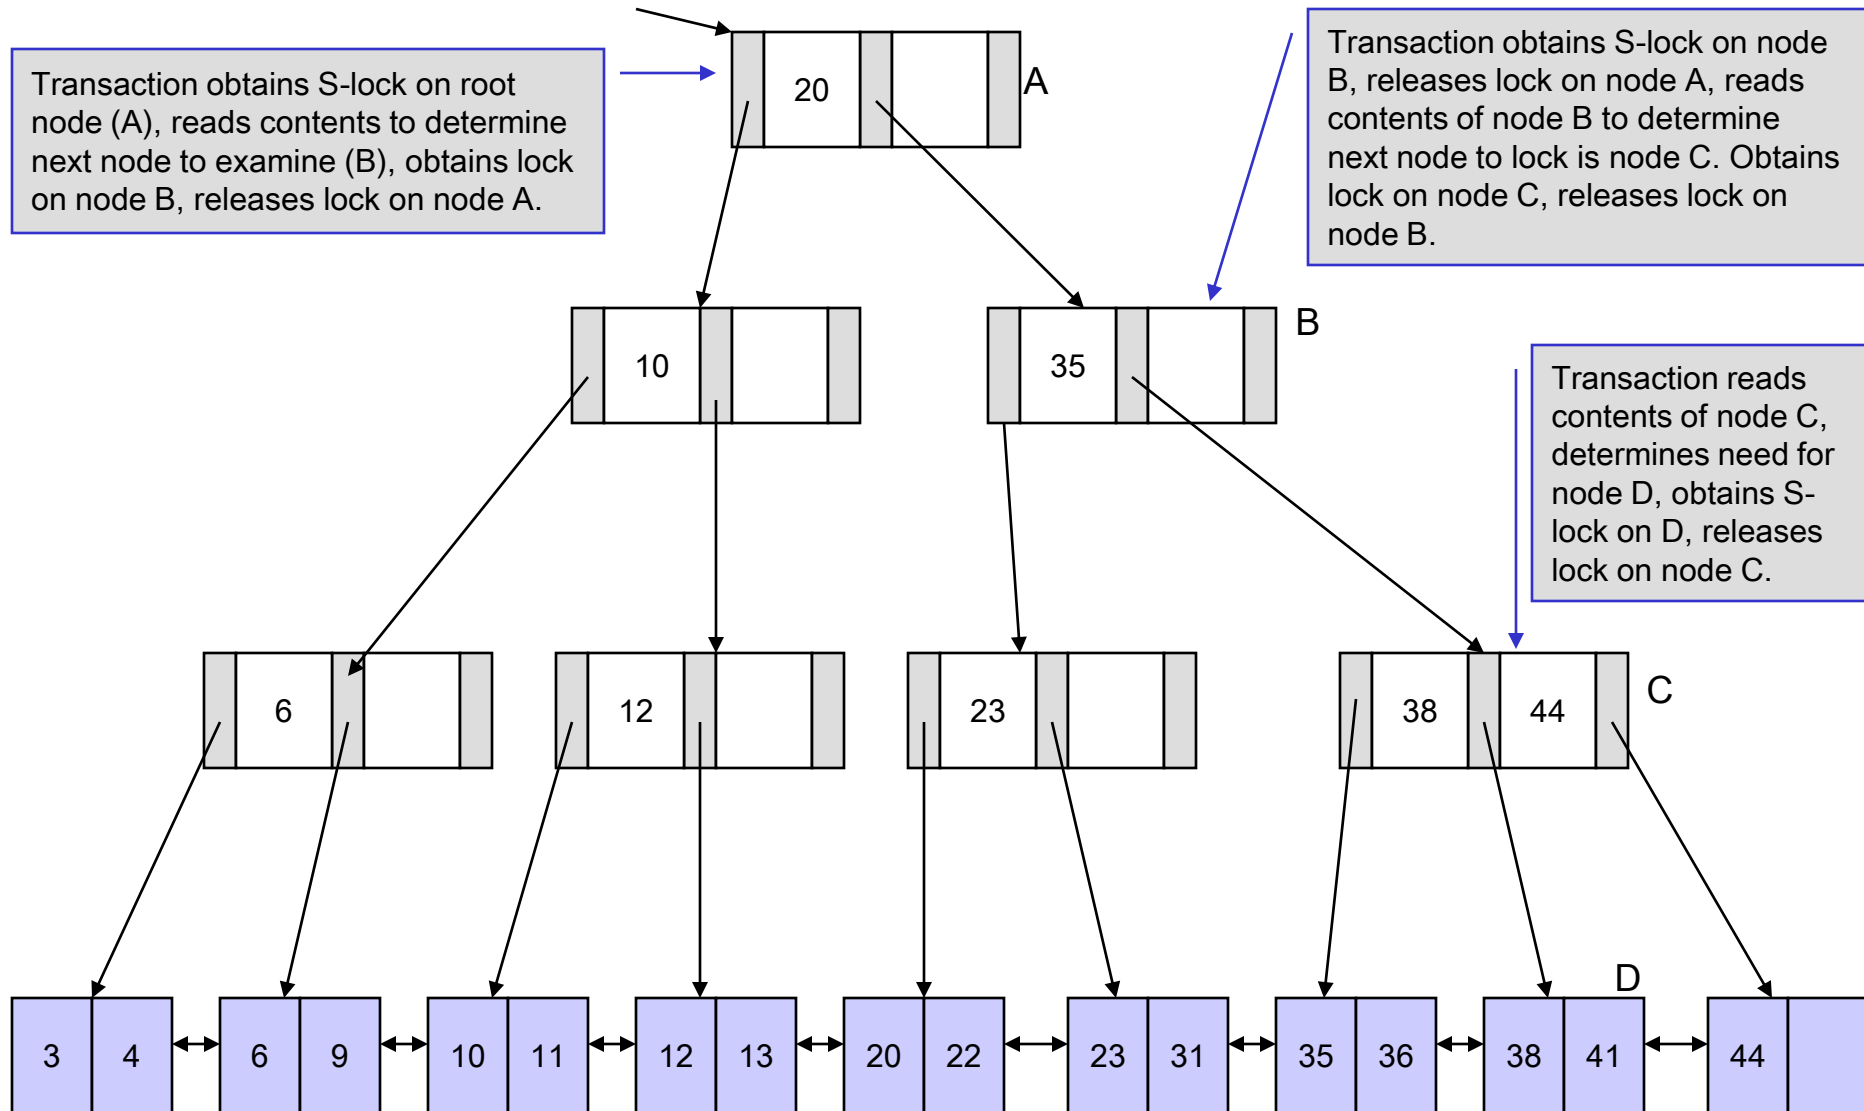 Transaction obtains S-lock on root
node (A), reads contents to determine
next node to examine (B), obtains lock
on node B, releases lock on node A.
20
A
Transaction obtains S-lock on node
B, releases lock on node A, reads
contents of node B to determine
next node to lock is node C. Obtains
lock on node C, releases lock on
node B.
10
35
B
Transaction reads
contents of node C,
determines need for
node D, obtains S-
lock on D, releases
lock on node C.
6
12
23
38 44
C
D
3 4
6 9
10 11
12 13
20 22
23 31
35 36
38 41
44